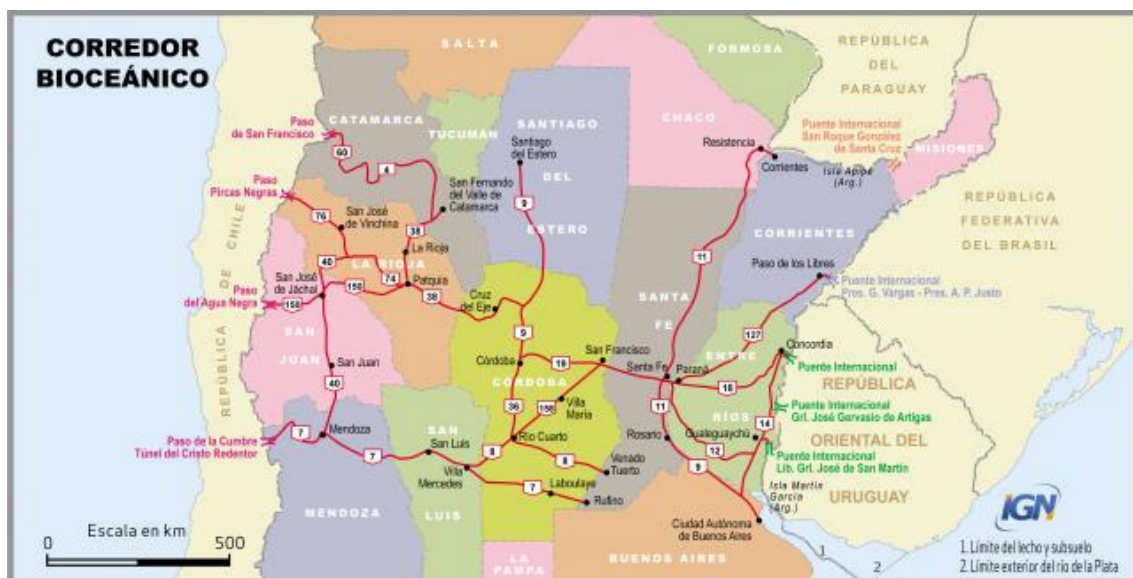 CORREDOR
BIOCEÁNICO
SALTA
FORMOSA
REPÚBLICA
DEL
PARAGUAY
CHACO
CATAMARCA
TUCUMÁN
SANTIAGO
DEL
ESTERO
Paso
de San Francisco
60
4
Santiago
del Estero
9
Resistencia
Corrientes
Isla Apipé
(Arg.)
Puente Internacional
San Roque González
de Santa Cruz
MISIONES
Paso
Pircas Negras
76
San José
de Vinchina
San Fernando
del Valle de
Catamarca
38
La Rioja
LA RIOJA
40
74
Patquía
38
CORRIENTES
REPÚBLICA
FEDERATIVA
DEL BRASIL
11
Paso de los Libres
Puente Internacional
Pres. G. Vargas - Pres. A. P. Justo
REPÚBLICA DE CHILE
San José
de Jáchal
150
Paso
del Agua Negra
150
Cruz
del Eje
SANTA
FE
SAN
JUAN
San Juan
40
9
127
Concordia
Puente Internacional
Córdoba
19
San Francisco
CÓRDOBA
Santa Fe
Paraná
18
ENTRE
RÍOS
REPÚBLICA
ORIENTAL DEL
URUGUAY
36
158
Villa
María
11
14
Puente Internacional
Grl. José Gervasio de Artigas
Paso de la Cumbre
Túnel del Cristo Redentor
7
Mendoza
7
SAN
LUIS
San Luis
8
Río Cuarto
Rosario
Gualeguaychú
12
Puente Internacional
Lib. Grl. José de San Martín
Villa
Mercedes
8
Venado
Tuerto
9
7
Laboulaye
Rufino
Isla Martín
García
(Arg.)
MENDOZA
Ciudad Autónoma
de Buenos Aires
LA
PAMPA
BUENOS AIRES
Escala en km
0
500
1
2
IGN
1. Límite del lecho y subsuelo
2. Límite exterior del río de la Plata